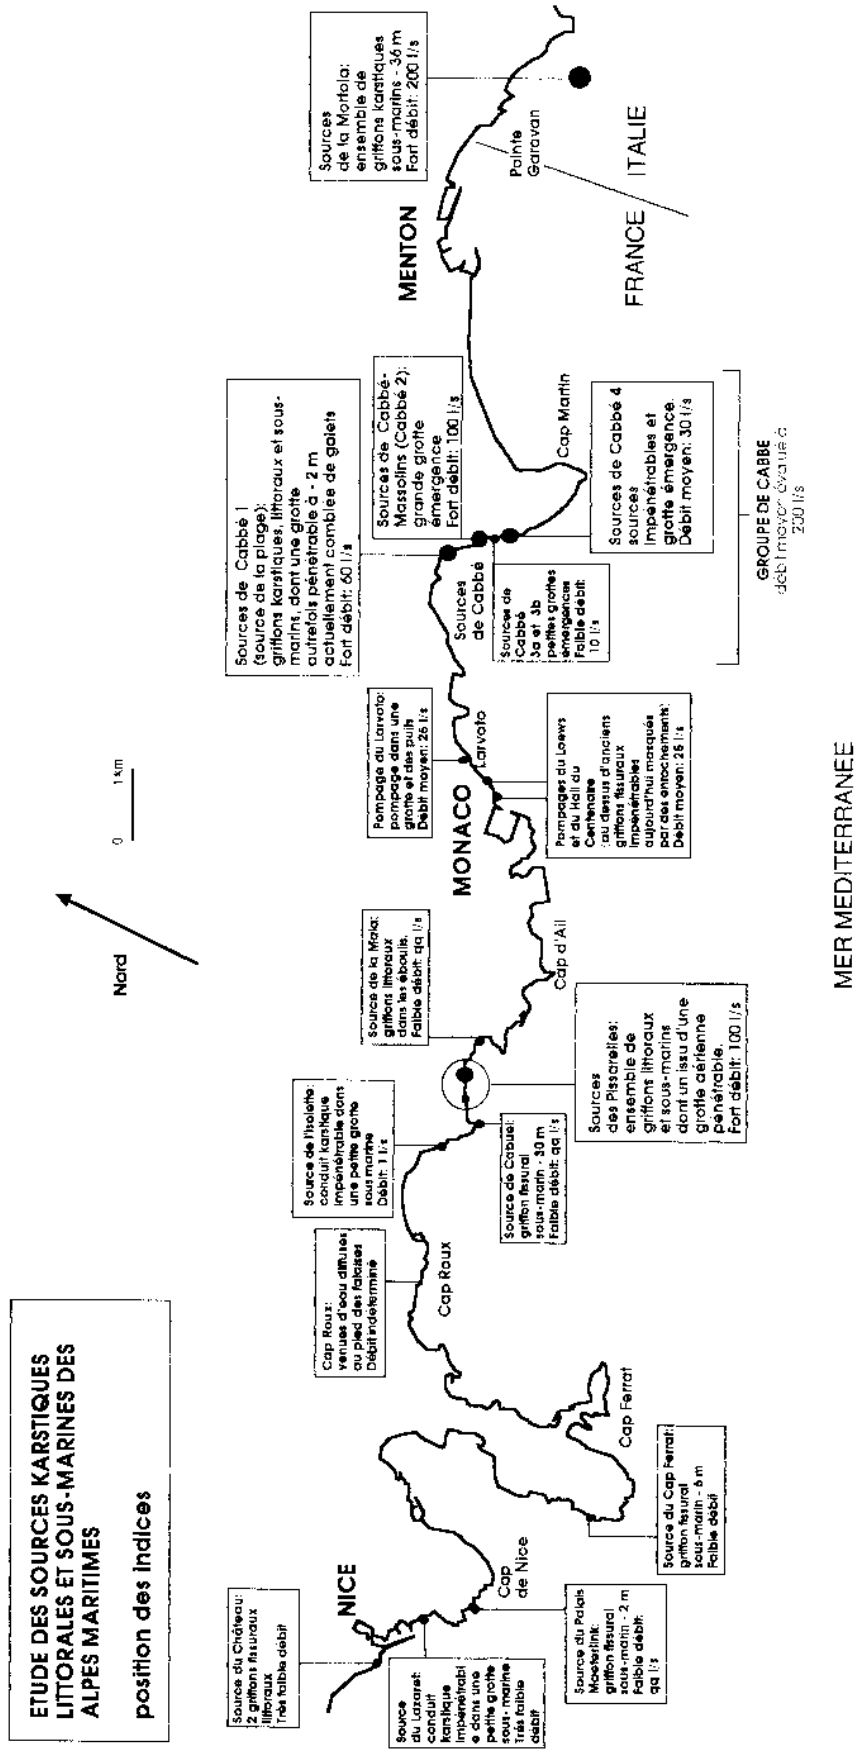 ETUDE DES SOURCES KARSTIQUES
LITTORALES ET SOUS-MARINES DES
ALPES MARITIMES
position des indices
Nord
0 1 km
NICE
Source du Château:
2 griffons fissuraux
littoraux
Très faible débit
Source
du Lazaret:
conduit
karstique
impénétrabl
e dans une
petite grotte
sous- marine
Très faible
débit
Cap
de Nice
Source du Palais
Maeterlink:
griffon fissural
sous-marin - 2 m
Faible débit:
qq l/s
Source du Cap Ferrat:
griffon fissural
sous-marin - 6 m
Faible débit
Cap Ferrat
Cap Roux:
venues d'eau diffuses
au pied des falaises
Débit indéterminé
Cap Roux
Source de l'Isolette:
conduit karstique
impénétrable dans
une petite grotte
sous marine
Débit: 1 l/s
Source de Cabuel:
griffon fissural
sous-marin - 30 m
Faible débit: qq l/s
Source de la Mala:
griffons littoraux
dans les éboulis.
Faible débit: qq l/s
Sources
des Pissarelles:
ensemble de
griffons littoraux
et sous-marins
dont un issu d'une
grotte aérienne
pénétrable.
Fort débit: 100 l/s
Cap d'Ail
MONACO
Larvoto
Pompage du Larvoto:
pompage dans une
grotte et des puits
Débit moyen: 25 l/s
Pompages du Loews
et du Hall du
Centenaire
(au dessus d'anciens
griffons fissuraux
impénétrables
aujourd'hui masqués
par des enrochements)
Débit moyen: 25 l/s
Sources de Cabbé 1
(source de la plage):
griffons karstiques, littoraux et sous-
marins, dont une grotte
autrefois pénétrable à - 2 m
actuellement comblée de galets
Fort débit: 60 l/s
Sources
de Cabbé
Sources de
Cabbé
3a et 3b
petites grottes
émergences
Faible débit:
10 l/s
Sources de Cabbé-
Massolins (Cabbé 2):
grande grotte
émergence
Fort débit: 100 l/s
Sources de Cabbé 4
sources
impénétrables et
grotte émergence.
Débit moyen: 30 l/s
Cap Martin
GROUPE DE CABBE
débit moyen évalué à
200 l/s
MENTON
Sources
de la Mortola:
ensemble de
griffons karstiques
sous-marins - 36 m
Fort débit: 200 l/s
Pointe
Garavan
FRANCE ITALIE
MER MEDITERRANEE